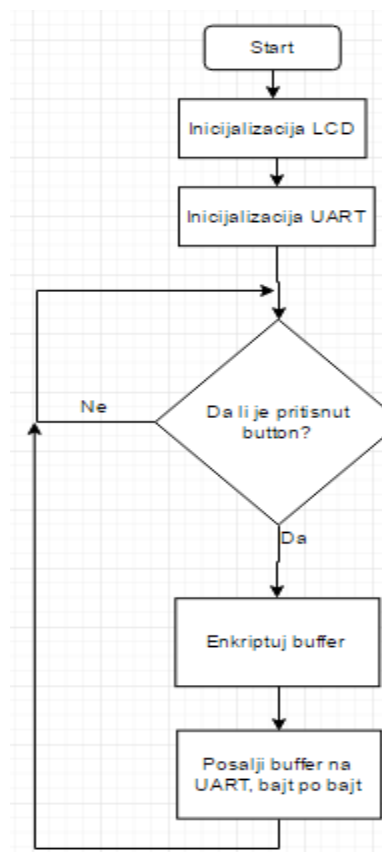 Start
Inicijalizacija LCD
Inicijalizacija UART
Ne
Da li je pritisnut
button?
Da
Enkriptuj buffer
Posalji buffer na
UART, bajt po bajt